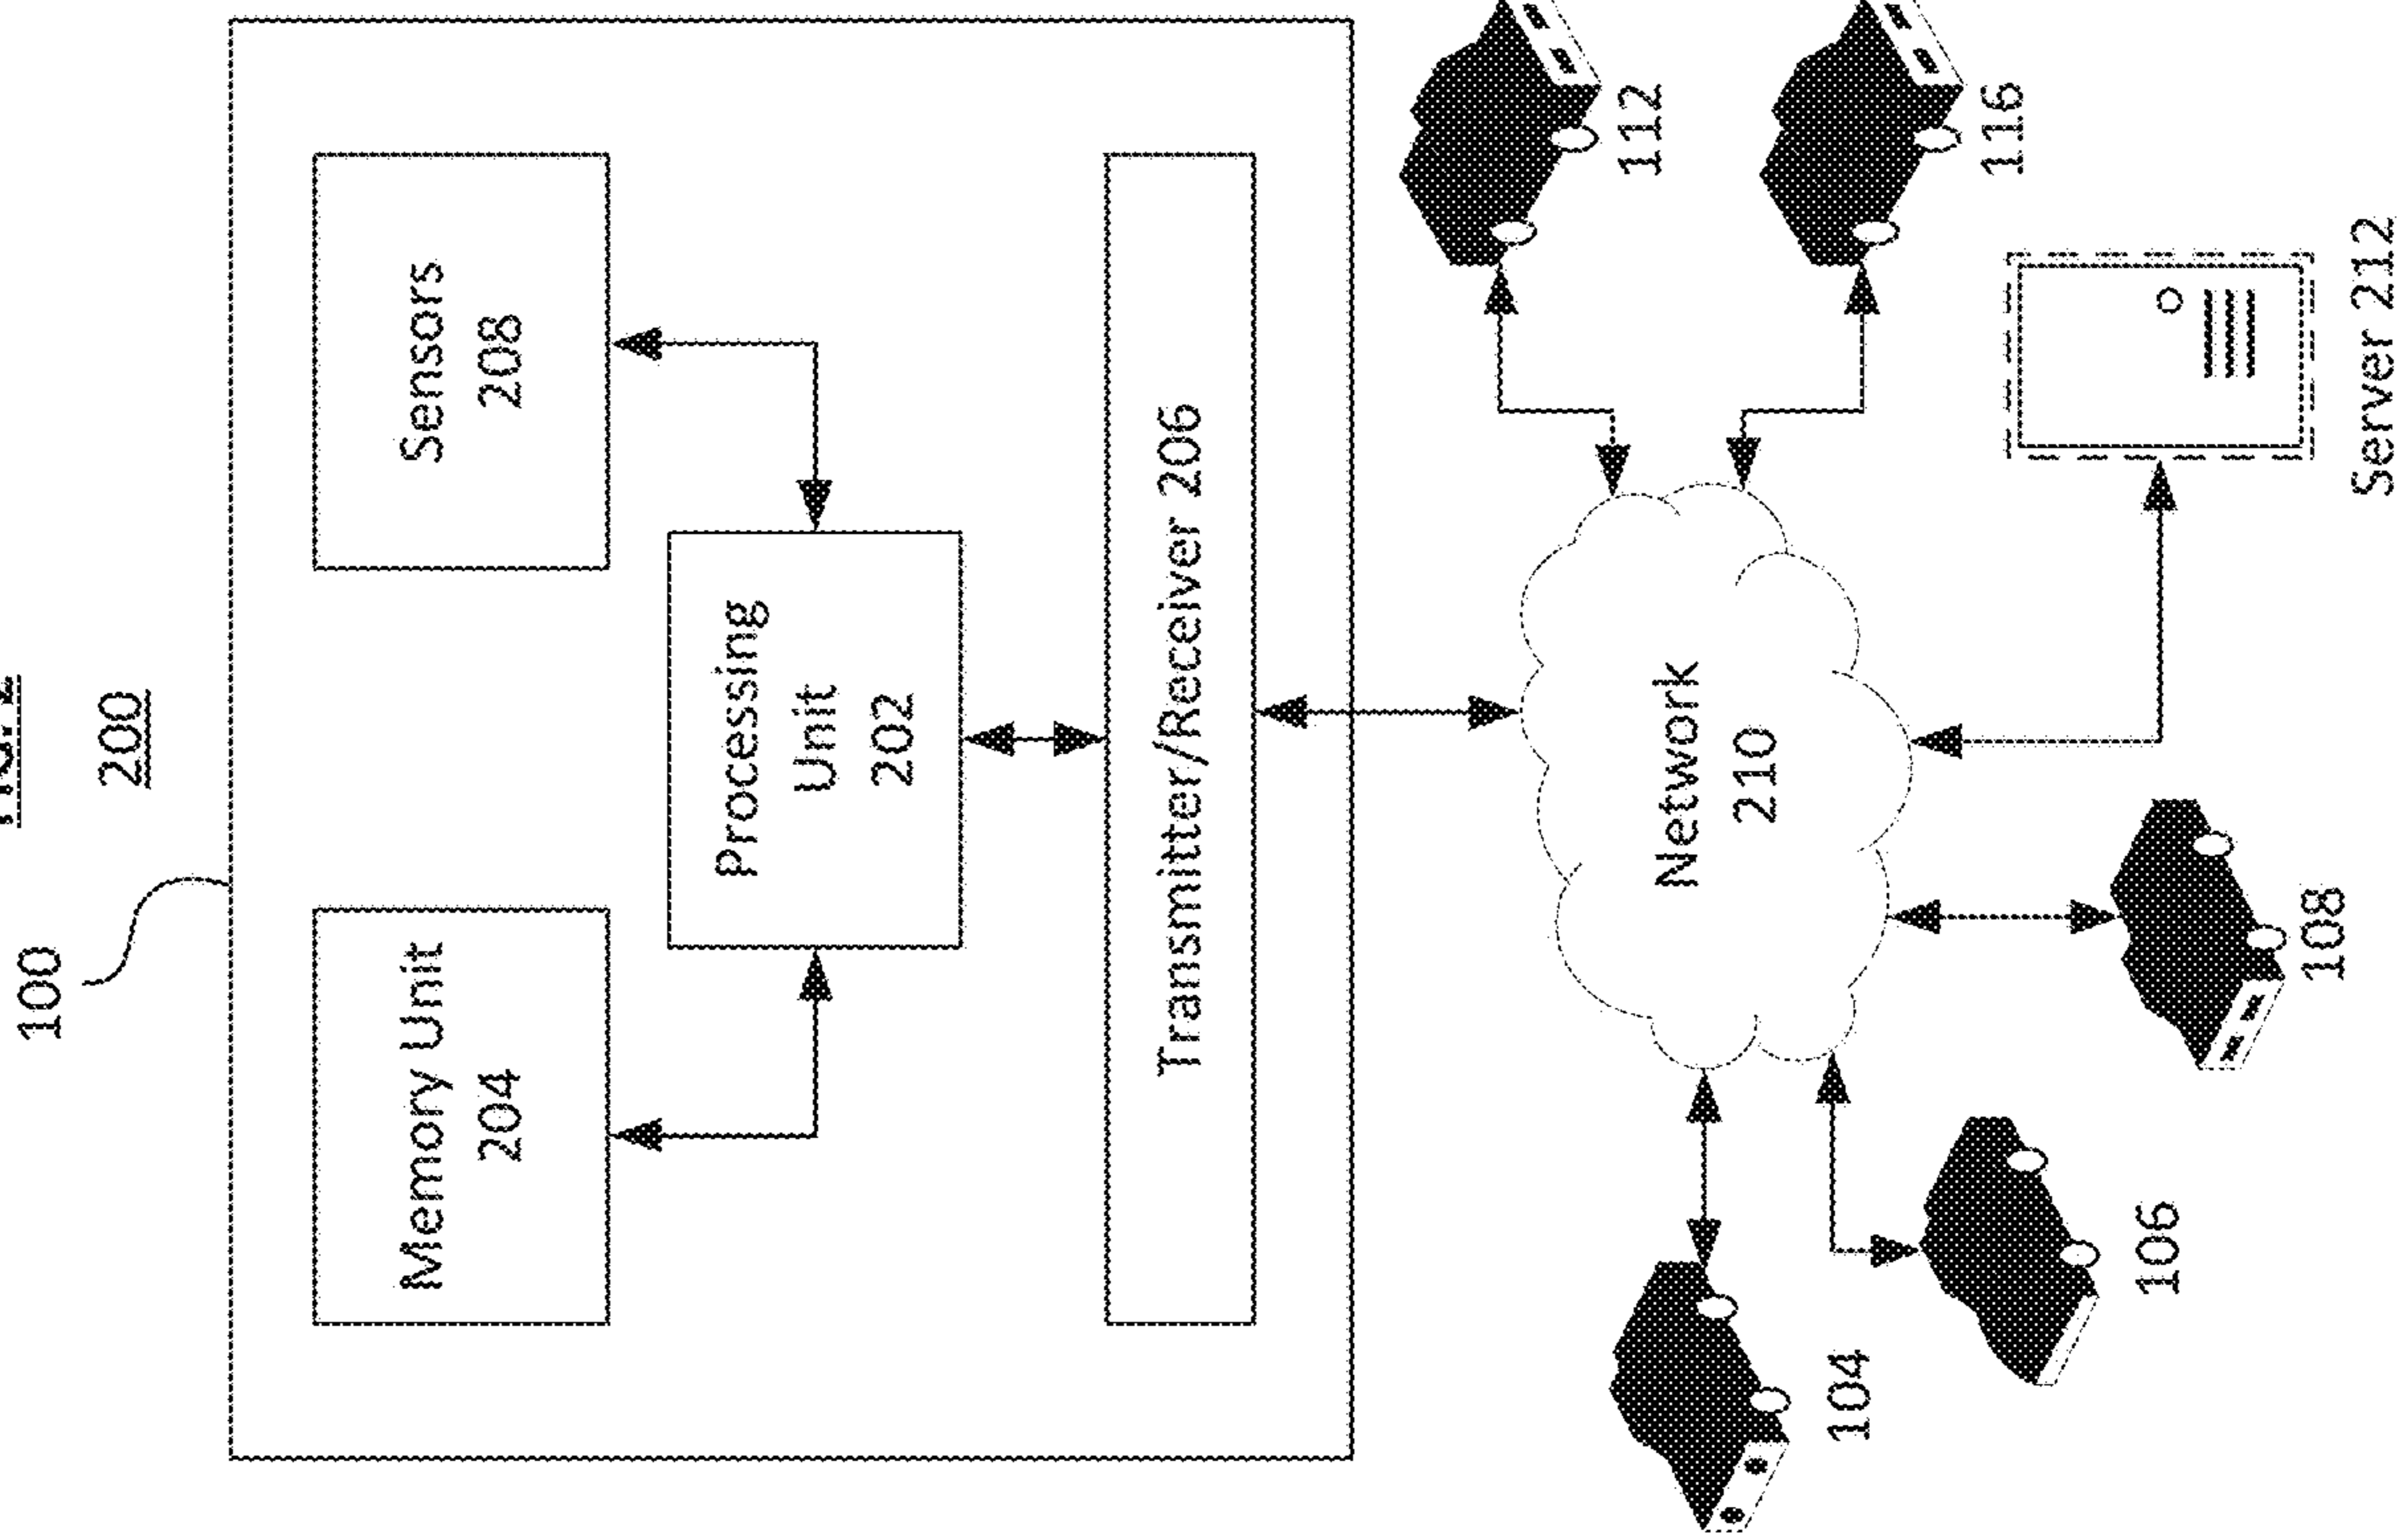 200
100
Memory Unit
204
Sensors
208
Processing
Unit
202
Transmitter/Receiver 206
Network
210
112
116
104
106
108
Server 212